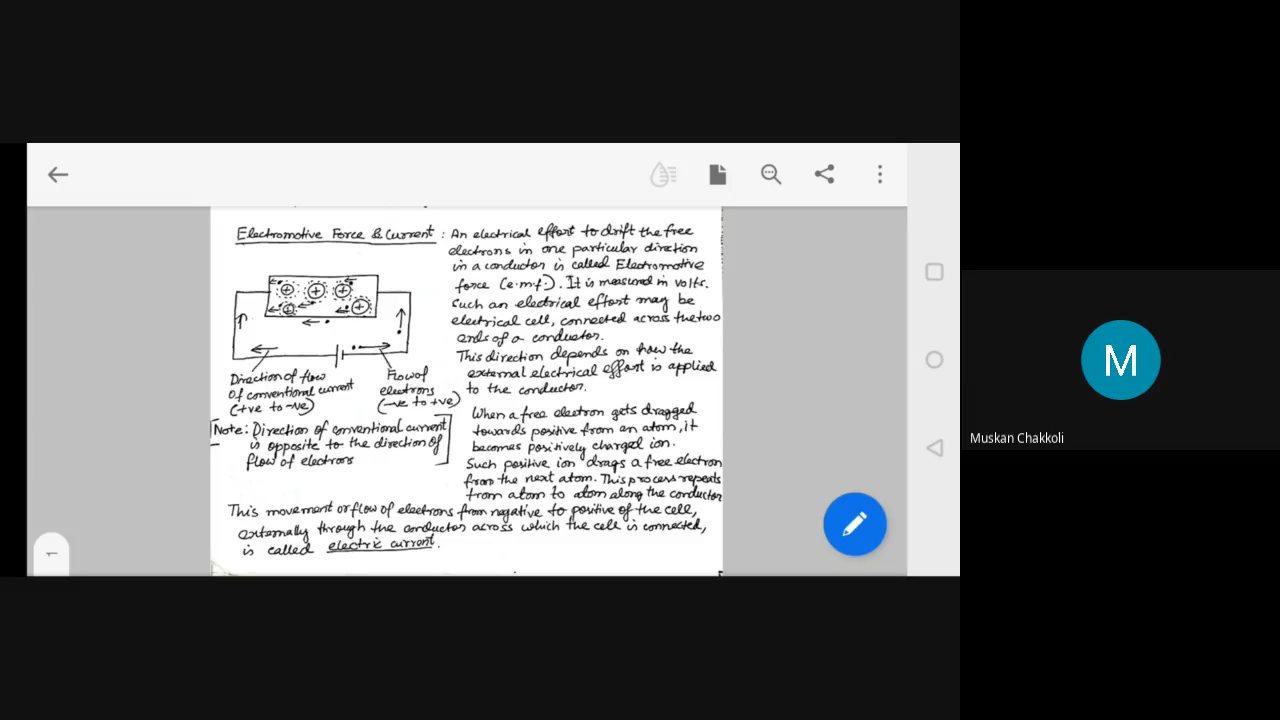 Electromotive Force & Current : An electrical effort to drift the free
electrons in one particular direction
in a conductor is called Electromotive
force (e.m.f.). It is measured in volts.
Such an electrical effort may be
electrical cell, connected across the two
ends of a conductor.
This direction depends on how the
external electrical effort is applied
to the conductor.
When a free electron gets dragged
towards positive from an atom, it
becomes positively charged ion.
Such positive ion drags a free electron
from the next atom. This process repeats
from atom to atom along the conductor
Direction of flow
of conventional current
(+ve to -ve)
Flow of
electrons
(-ve to +ve)
[Note: Direction of conventional current
is opposite to the direction of
flow of electrons]
This movement or flow of electrons from negative to positive of the cell,
externally through the conductor across which the cell is connected,
is called electric current.
1
M
Muskan Chakkoli